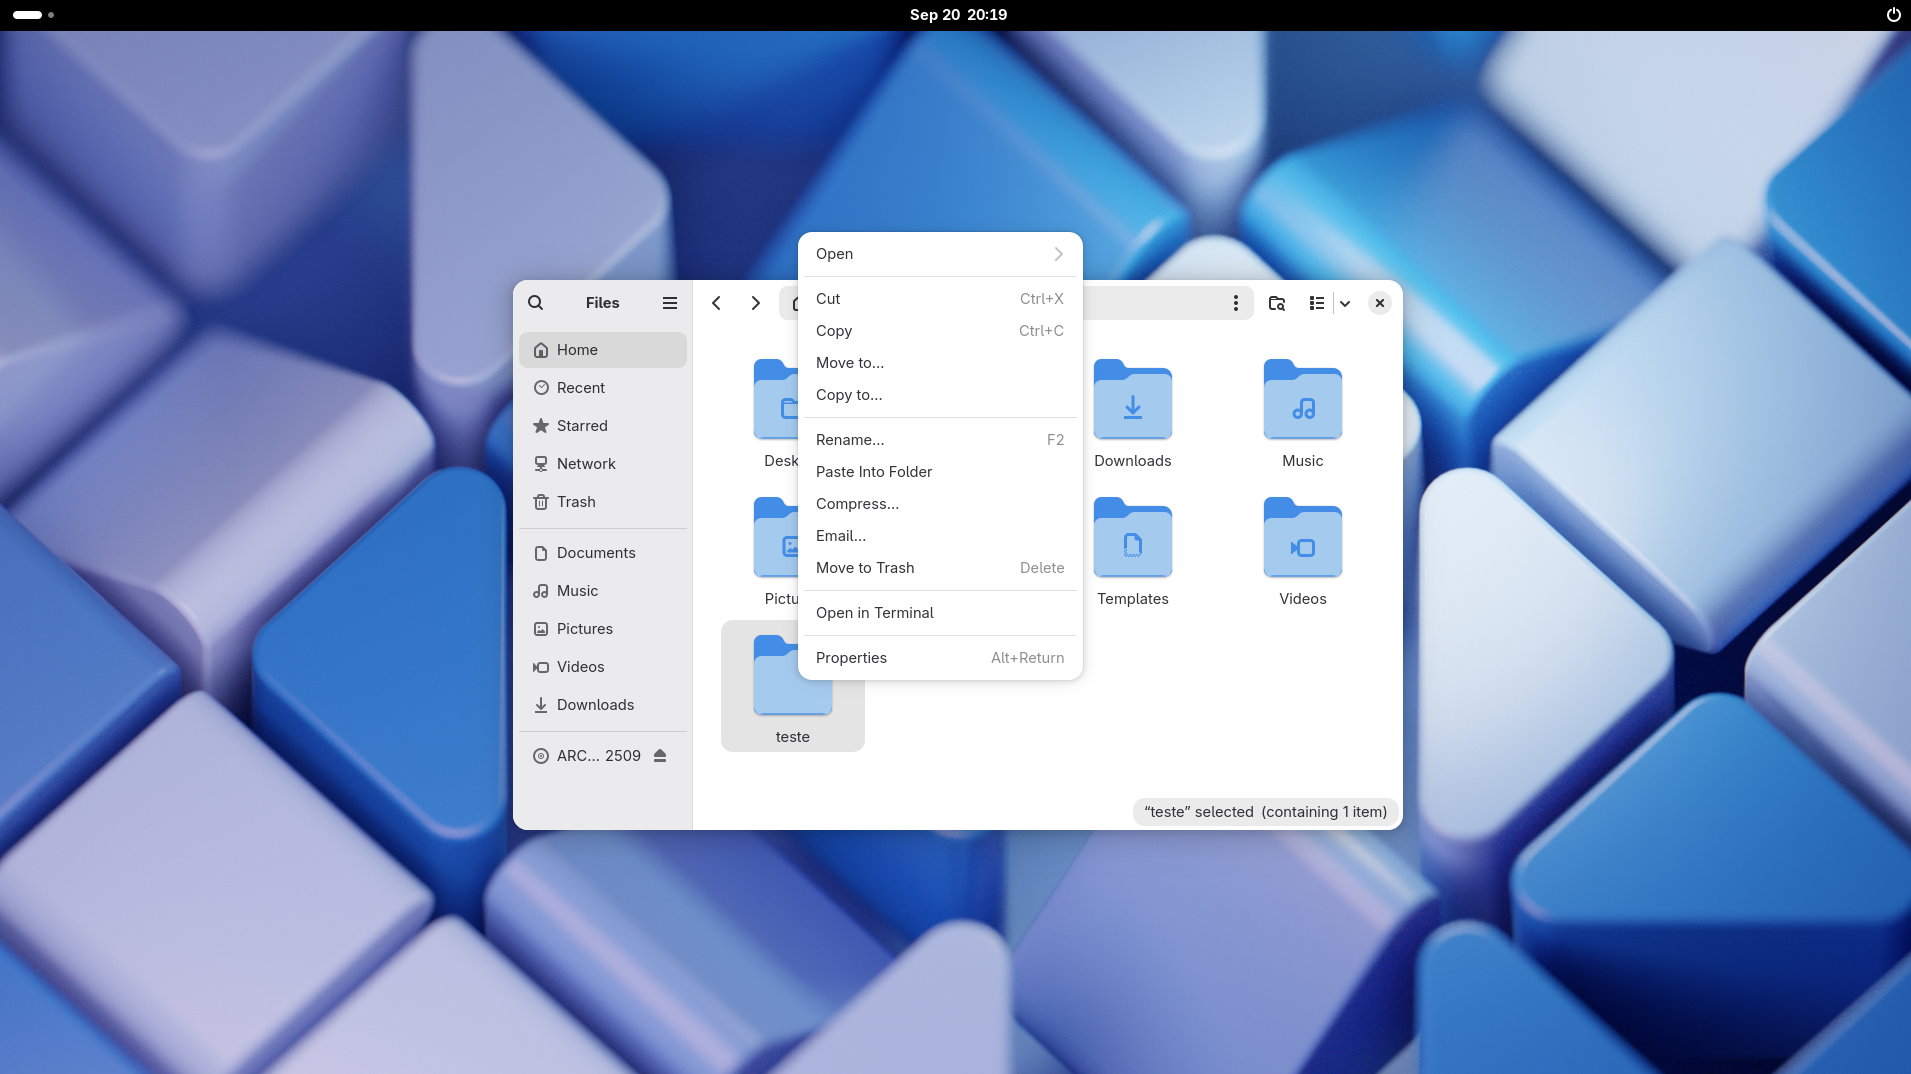 Sep 20 20:19
Files
Home
Recent
Starred
Network
Trash
Documents
Music
Pictures
Videos
Downloads
ARC... 2509
Open
Cut Ctrl+X
Copy Ctrl+C
Move to...
Copy to...
Rename... F2
Paste Into Folder
Compress...
Email...
Move to Trash Delete
Open in Terminal
Properties Alt+Return
Desk
Downloads
Music
Pictu
Templates
Videos
teste
“teste” selected (containing 1 item)